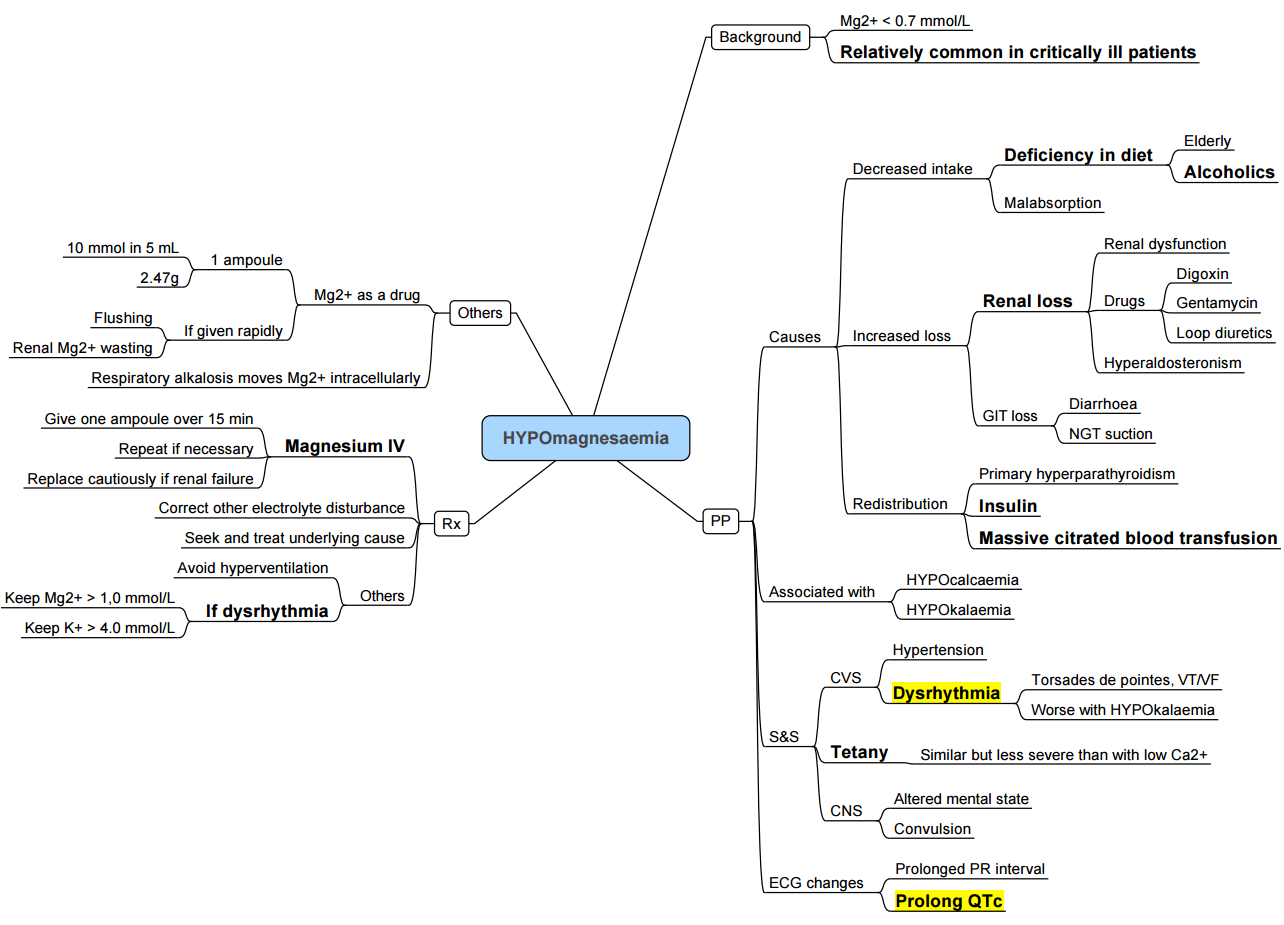 HYPOmagnesaemia
Background
Mg2+ < 0.7 mmol/L
Relatively common in critically ill patients
PP
Causes
Decreased intake
Deficiency in diet
Elderly
Alcoholics
Malabsorption
Increased loss
Renal loss
Renal dysfunction
Drugs
Digoxin
Gentamycin
Loop diuretics
Hyperaldosteronism
GIT loss
Diarrhoea
NGT suction
Redistribution
Primary hyperparathyroidism
Insulin
Massive citrated blood transfusion
Associated with
HYPOcalcaemia
HYPOkalaemia
S&S
CVS
Hypertension
Dysrhythmia
Torsades de pointes, VT/VF
Worse with HYPOkalaemia
Tetany
Similar but less severe than with low Ca2+
CNS
Altered mental state
Convulsion
ECG changes
Prolonged PR interval
Prolong QTc
Others
Mg2+ as a drug
1 ampoule
10 mmol in 5 mL
2.47g
If given rapidly
Flushing
Renal Mg2+ wasting
Respiratory alkalosis moves Mg2+ intracellularly
Rx
Magnesium IV
Give one ampoule over 15 min
Repeat if necessary
Replace cautiously if renal failure
Correct other electrolyte disturbance
Seek and treat underlying cause
Others
Avoid hyperventilation
If dysrhythmia
Keep Mg2+ > 1,0 mmol/L
Keep K+ > 4.0 mmol/L